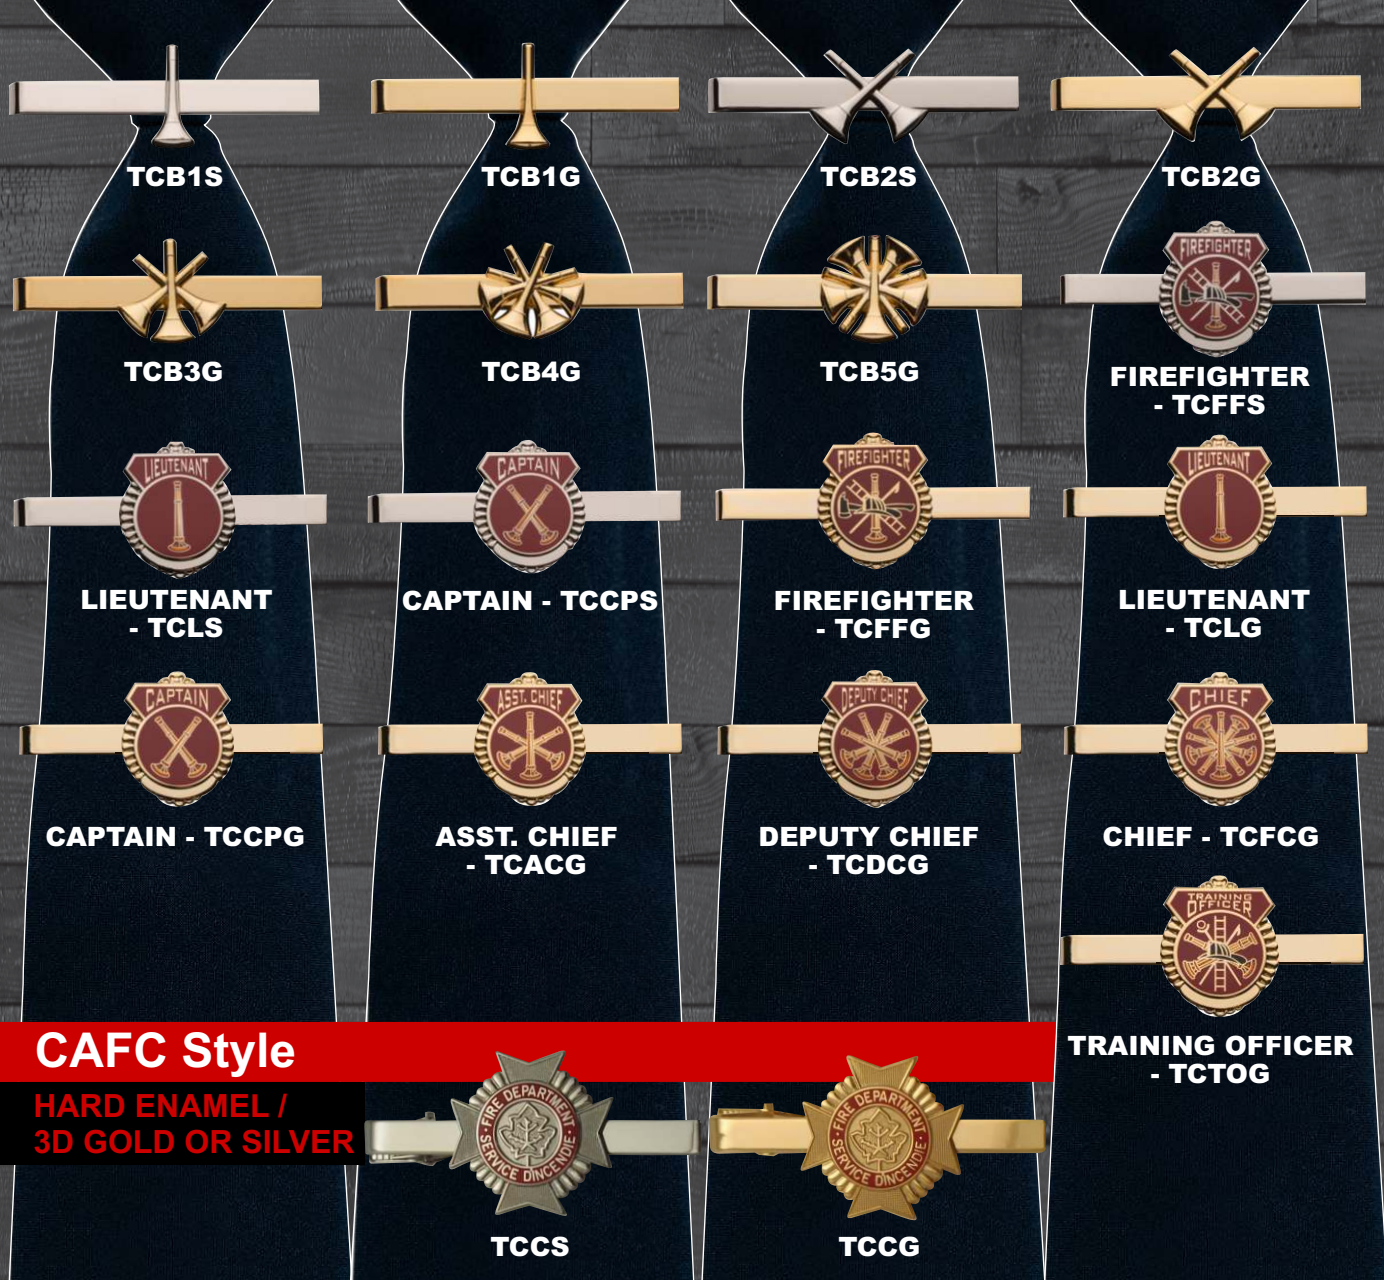 TCB1S
TCB1G
TCB2S
TCB2G
TCB3G
TCB4G
TCB5G
FIREFIGHTER
FIREFIGHTER
- TCFFS
LIEUTENANT
LIEUTENANT
- TCLS
CAPTAIN
CAPTAIN - TCCPS
FIREFIGHTER
FIREFIGHTER
- TCFFG
LIEUTENANT
LIEUTENANT
- TCLG
CAPTAIN
CAPTAIN - TCCPG
ASST. CHIEF
ASST. CHIEF
- TCACG
DEPUTY CHIEF
DEPUTY CHIEF
- TCDCG
CHIEF
CHIEF - TCFCG
TRAINING
OFFICER
TRAINING OFFICER
- TCTOG
CAFC Style
HARD ENAMEL /
3D GOLD OR SILVER
FIRE DEPARTMENT
SERVICE D'INCENDIE
TCCS
FIRE DEPARTMENT
SERVICE D'INCENDIE
TCCG